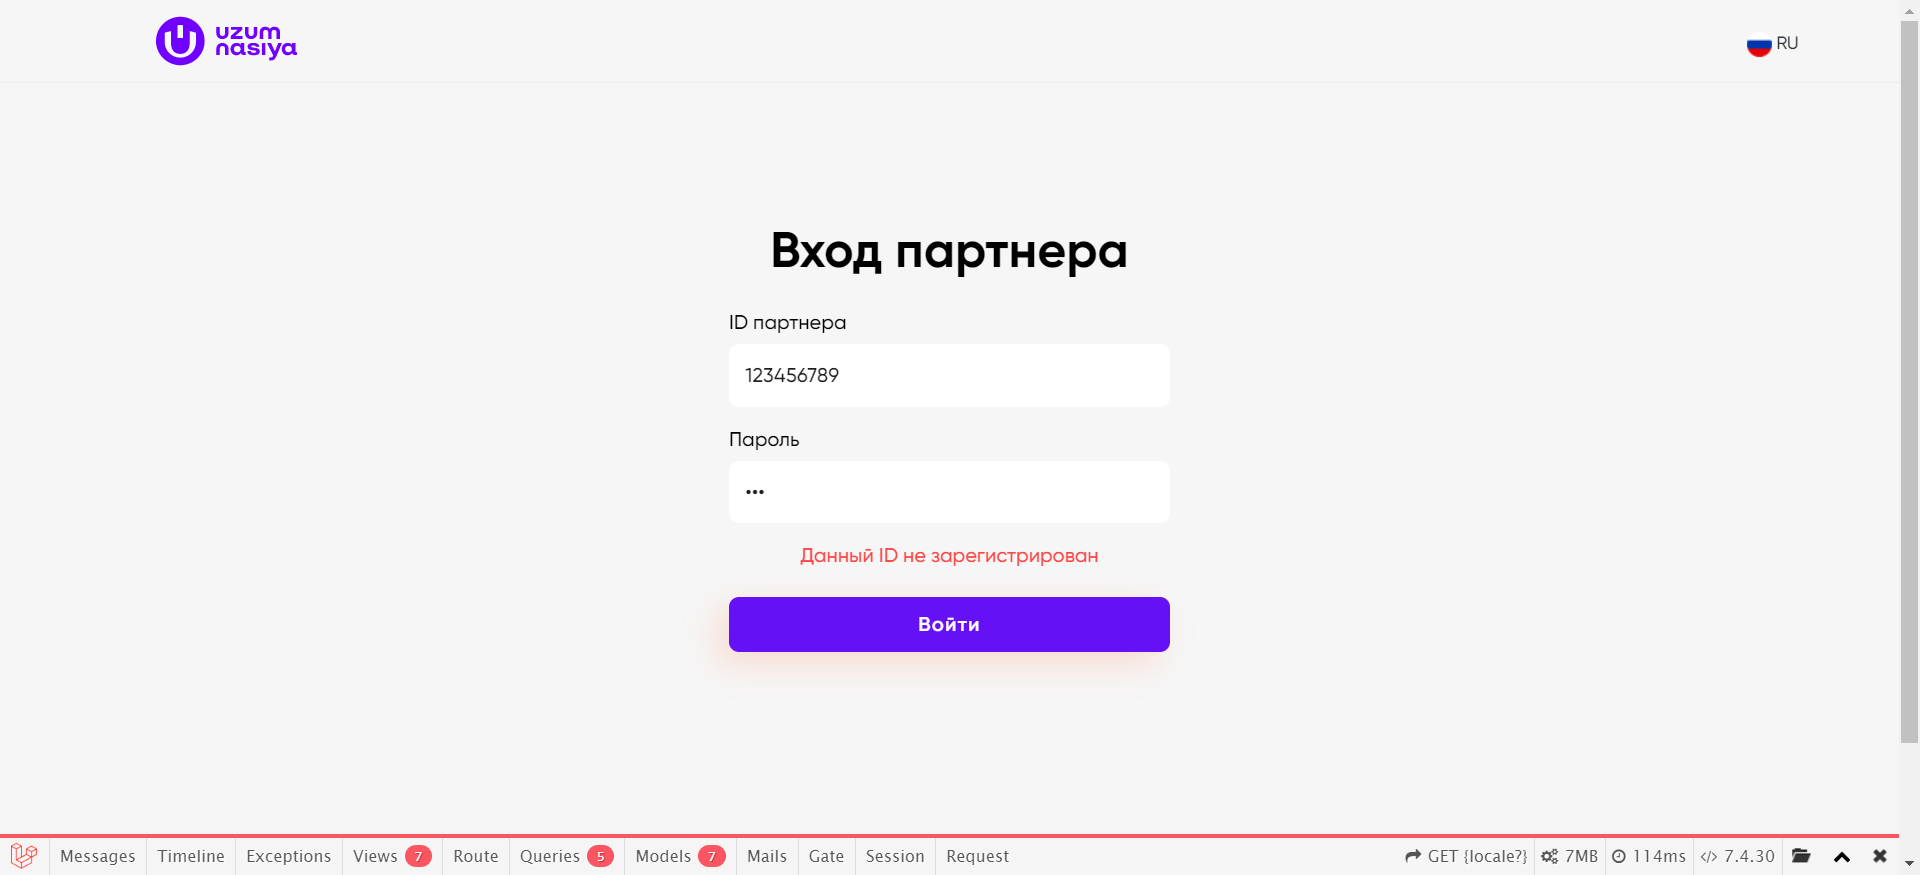 uzum
nasiya
RU
Вход партнера
ID партнера
123456789
Пароль
•••
Данный ID не зарегистрирован
Войти
Messages Timeline Exceptions Views 7 Route Queries 5 Models 7 Mails Gate Session Request GET {locale?} 7MB 114ms </> 7.4.30